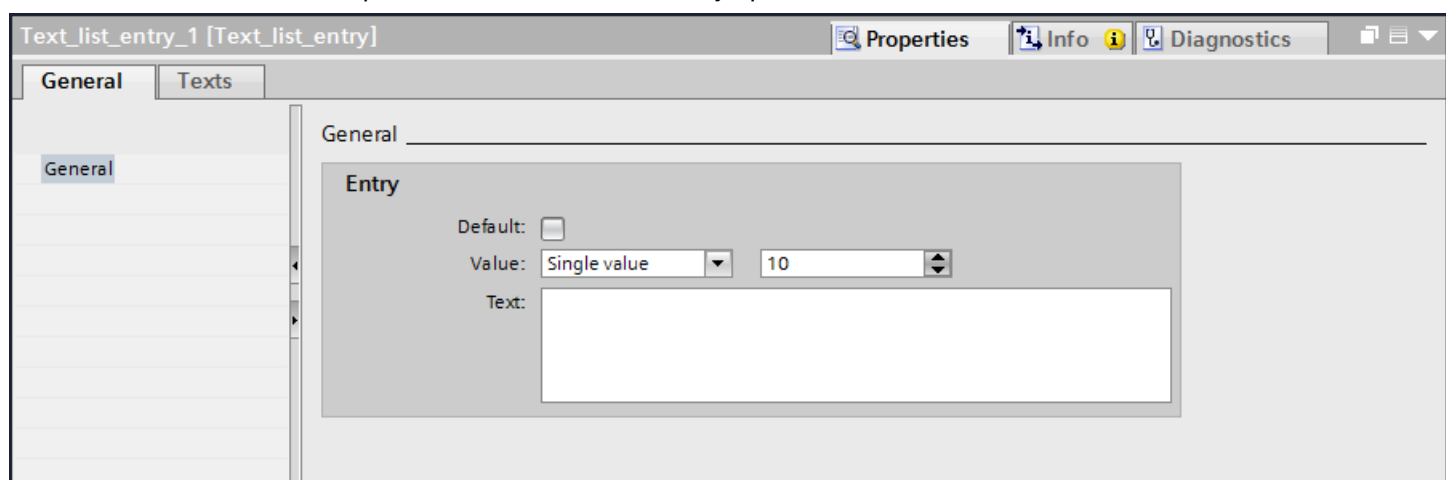 Text_list_entry_1 [Text_list_entry]
Properties
Info
Diagnostics
General
Texts
General
General
Entry
Default:
Value: Single value 10
Text: